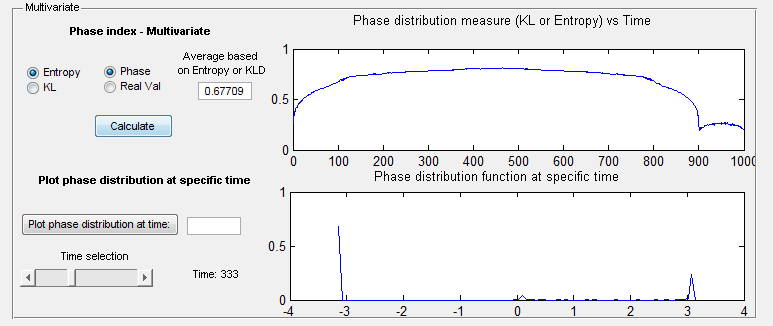 Multivariate
Phase index - Multivariate
Entropy
KL
Phase
Real Val
Average based
on Entropy or KLD
0.67709
Calculate
Phase distribution measure (KL or Entropy) vs Time
1
0.5
0
0 100 200 300 400 500 600 700 800 900 1000
Plot phase distribution at specific time
Plot phase distribution at time:
Time selection
Time: 333
Phase distribution function at specific time
1
0.5
0
-4 -3 -2 -1 0 1 2 3 4